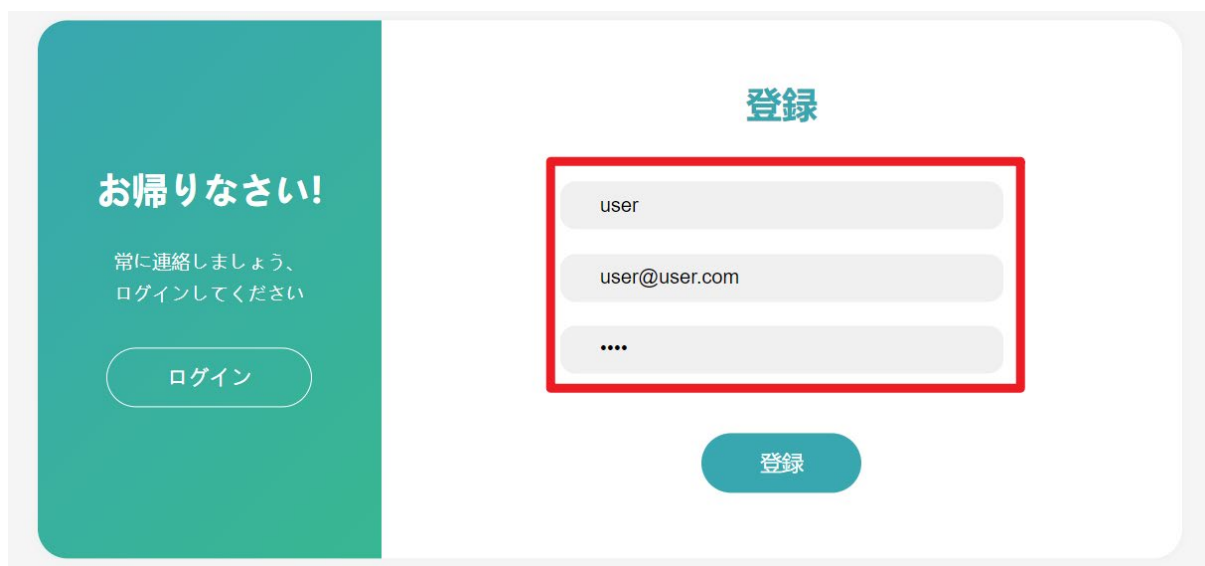 お帰りなさい!
常に連絡しましょう、
ログインしてください
ログイン
登録
user
user@user.com
••••
登録